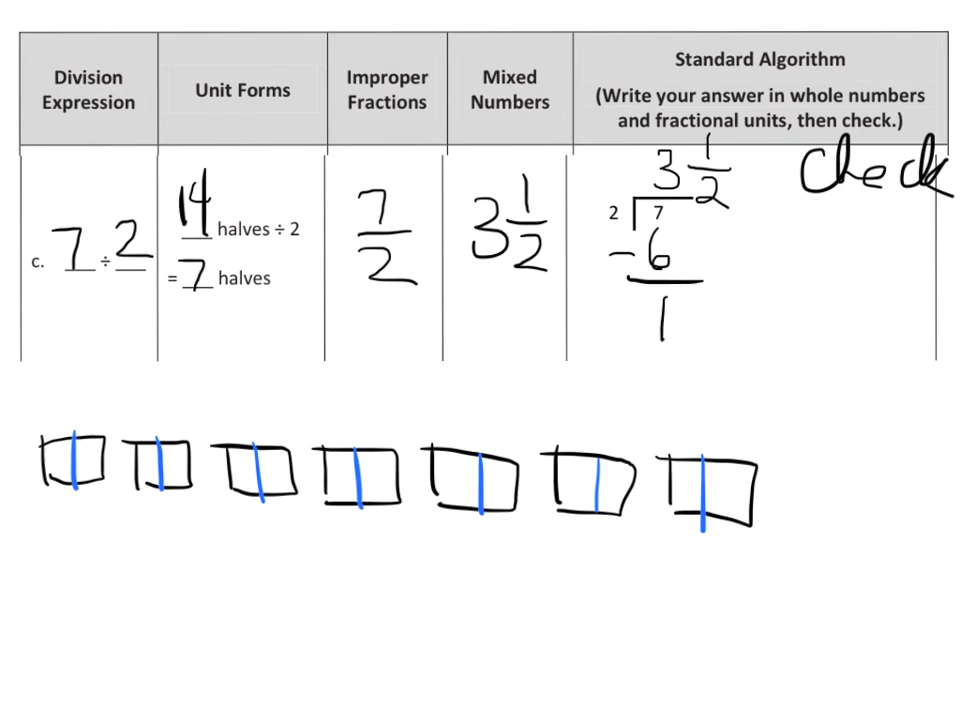 Division Expression
Unit Forms
Improper Fractions
Mixed Numbers
Standard Algorithm
(Write your answer in whole numbers and fractional units, then check.)
c. 7 ÷ 2
14 halves ÷ 2
= 7 halves
7
2
3 1
2
3 1
2
2 7
- 6
1
Check